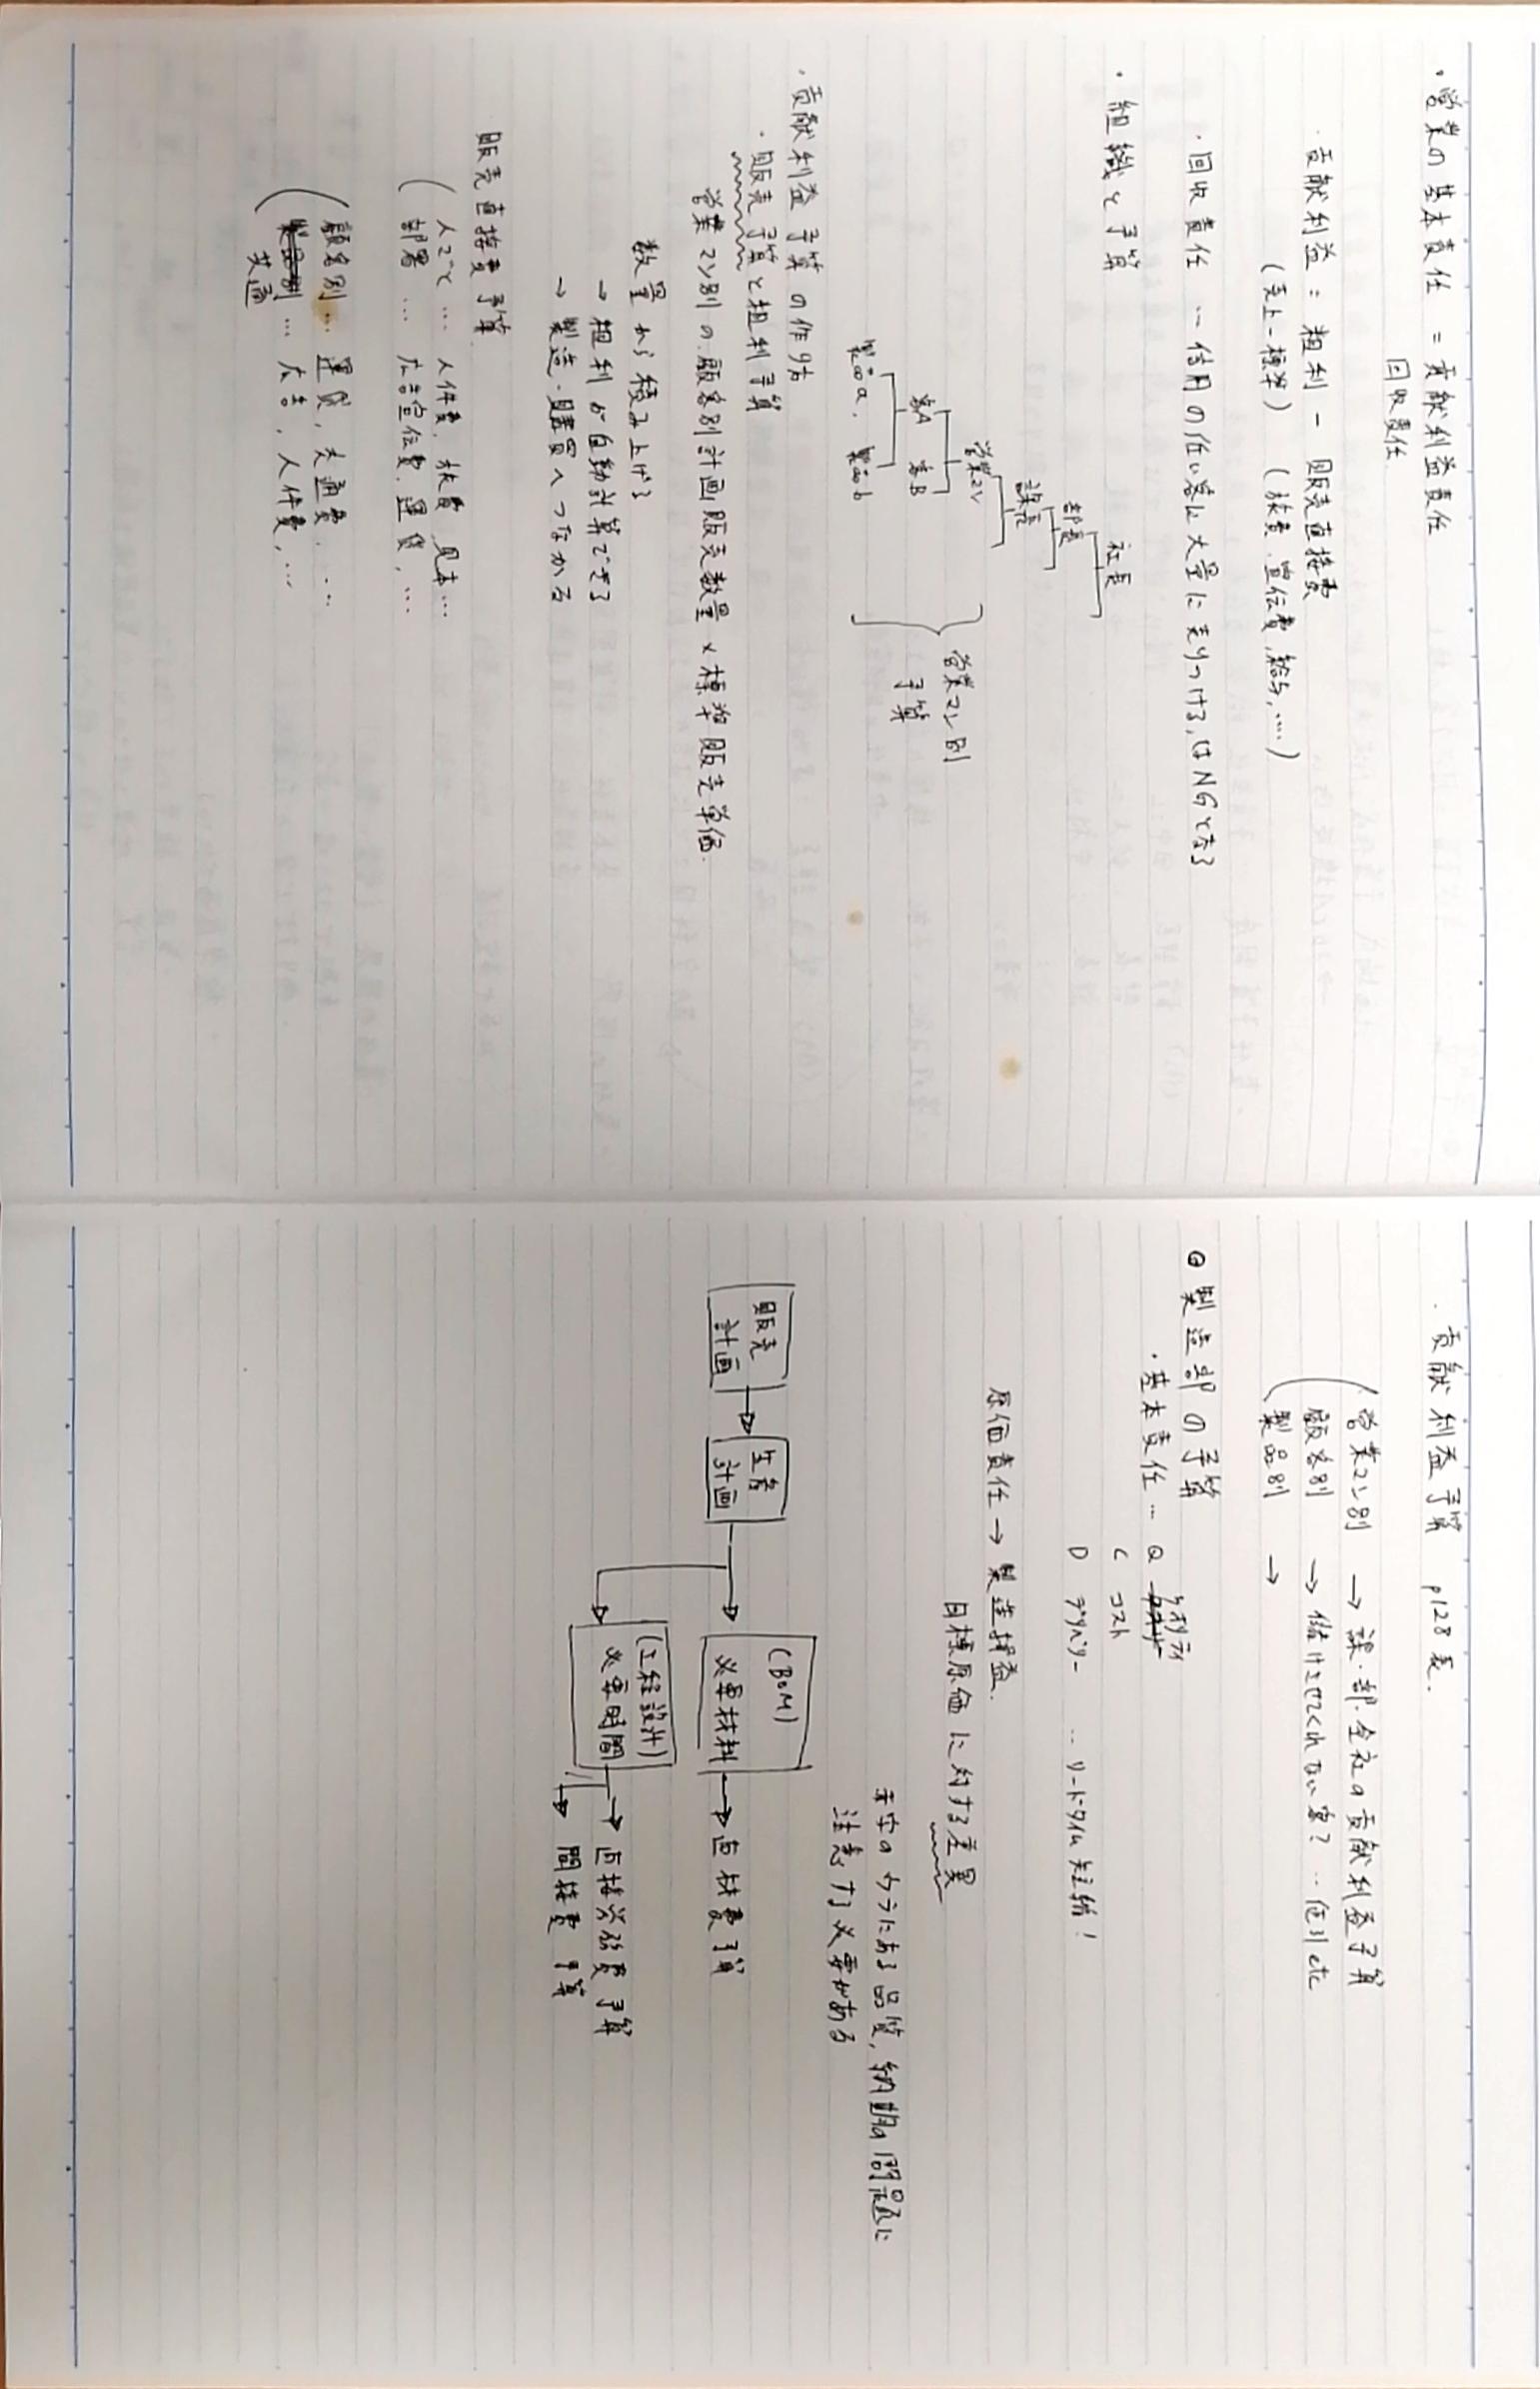 ・営業の基本責任 = 貢献利益責任
回収責任
・貢献利益 = 粗利 - 販売直接費
(売上-標準) (旅費、宣伝費,給与,….)
・回収責任 … 信用の低い客に大量に売りつける,はNGとなる
・組織と予算
社長
部長
課長
営業マン
客A 客B
製品a. 製品b
営業マン別
予算
・貢献利益予算の作り方
・販売予算と粗利予算
営業マン別の顧客別計画販売数量×標準販売単価.
数量から積み上げる
→ 粗利が自動計算できる
→ 製造・購買へつながる
販売直接費予算
人ごと … 人件費、旅費、見本…
部署 … 広告宣伝費、運賃,…
顧客別 … 運賃,交通費,…
製品別 … 広告,人件費,…
共通
・貢献利益予算 p128表.
営業マン別 → 課・部・全社の貢献利益予算
顧客別 → 儲けさせてくれない客? … 値引etc
製品別 →
◎製造部の予算
・基本責任 … Q クオリティ
C コスト
D デリベリー … リードタイム短縮!
原価責任 → 製造損益.
目標原価に対する差異
赤字のウラにある品質,納期の問題に
注意する必要がある
販売
計画
生産
計画
(BoM)
必要材料 → 直材費予算
(工程設計)
必要時間 → 直接労務費予算
→ 間接費予算